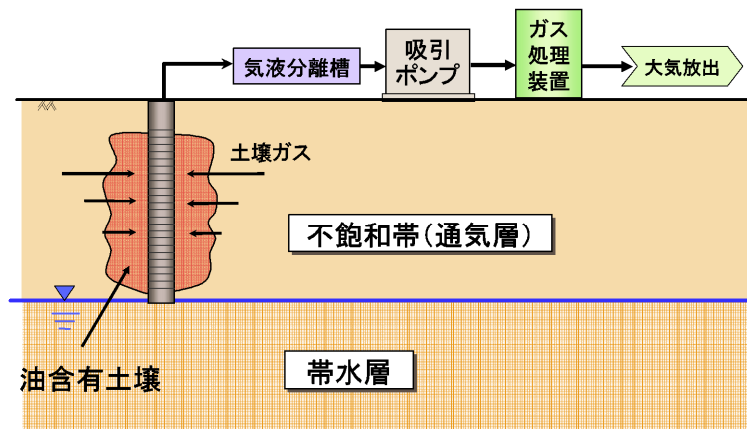 気液分離槽
吸引
ポンプ
ガス
処理
装置
大気放出
土壌ガス
不飽和帯（通気層）
油含有土壌
帯水層